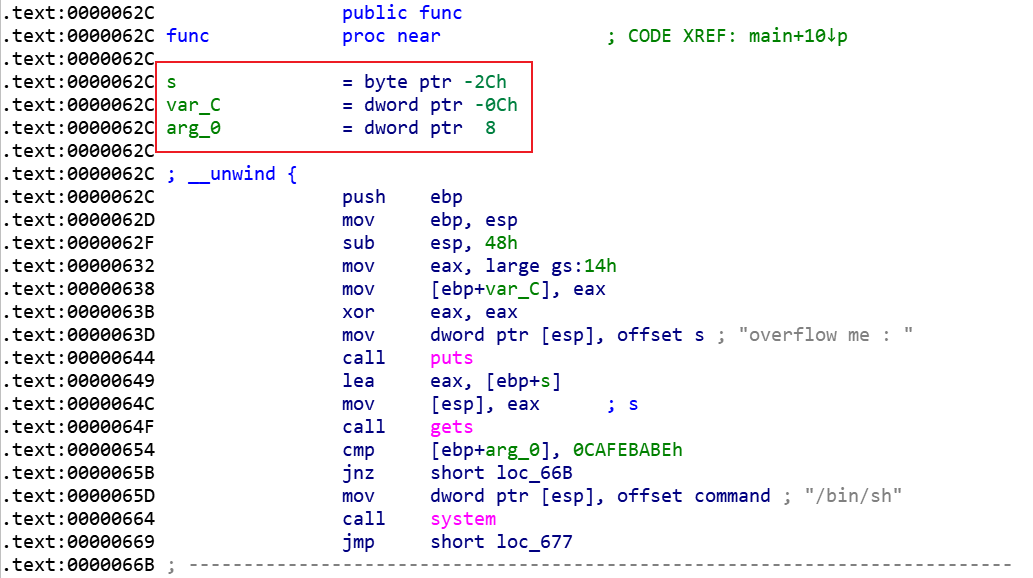 .text:0000062C public func
.text:0000062C func proc near ; CODE XREF: main+10↓p
.text:0000062C
.text:0000062C s = byte ptr -2Ch
.text:0000062C var_C = dword ptr -0Ch
.text:0000062C arg_0 = dword ptr 8
.text:0000062C
.text:0000062C ; __unwind {
.text:0000062C push ebp
.text:0000062D mov ebp, esp
.text:0000062F sub esp, 48h
.text:00000632 mov eax, large gs:14h
.text:00000638 mov [ebp+var_C], eax
.text:0000063B xor eax, eax
.text:0000063D mov dword ptr [esp], offset s ; "overflow me : "
.text:00000644 call puts
.text:00000649 lea eax, [ebp+s]
.text:0000064C mov [esp], eax ; s
.text:0000064F call gets
.text:00000654 cmp [ebp+arg_0], 0CAFEBABEh
.text:0000065B jnz short loc_66B
.text:0000065D mov dword ptr [esp], offset command ; "/bin/sh"
.text:00000664 call system
.text:00000669 jmp short loc_677
.text:0000066B ; ---------------------------------------------------------------------------